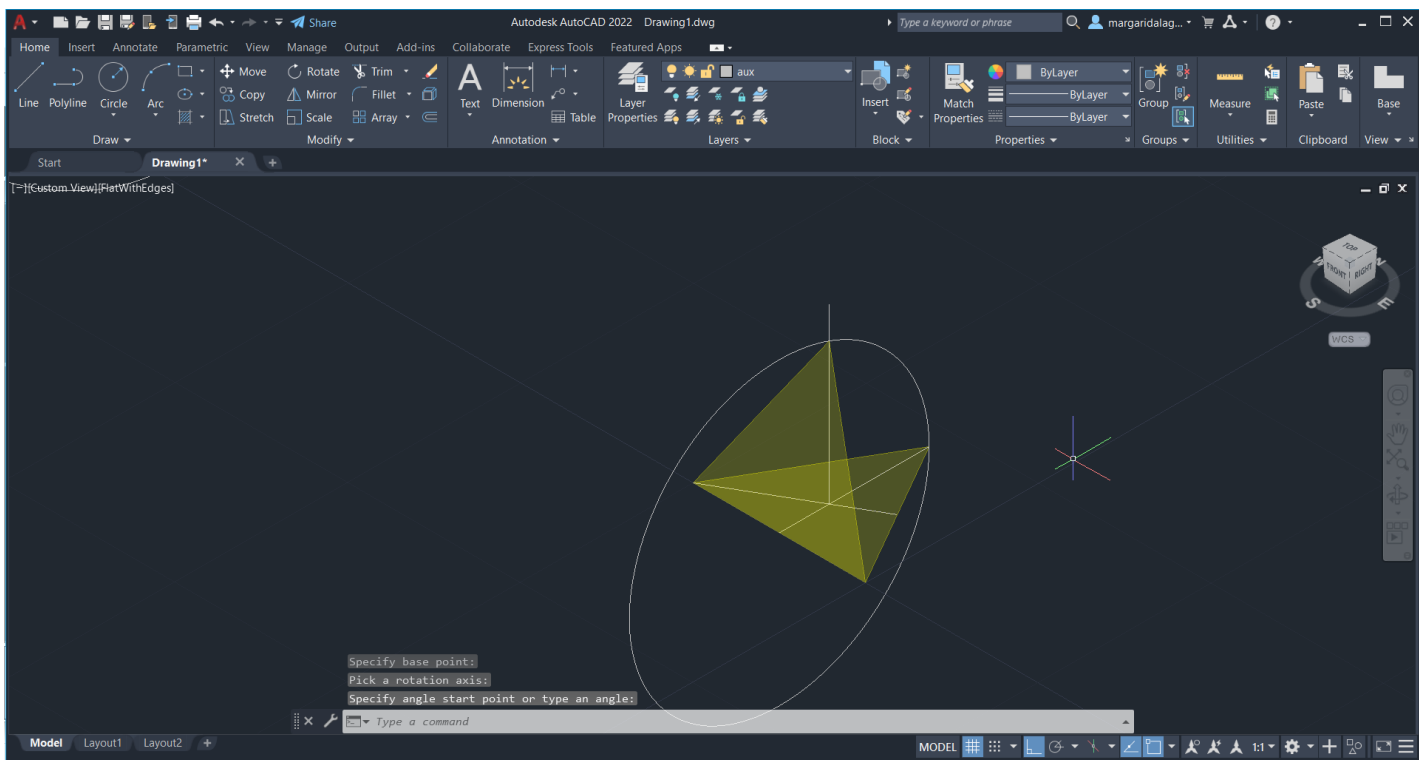 A Share Autodesk AutoCAD 2022 Drawing1.dwg Type a keyword or phrase margaridalag... ?
Home Insert Annotate Parametric View Manage Output Add-ins Collaborate Express Tools Featured Apps
Line Polyline Circle Arc
Move Rotate Trim
Copy Mirror Fillet
Stretch Scale Array
A Text Dimension Table
Layer Properties
aux
Insert
Match Properties
ByLayer
ByLayer
ByLayer
Group
Measure
Paste
Base
Draw Modify Annotation Layers Block Properties Groups Utilities Clipboard View
Start Drawing1* × +
[−][Custom View][FlatWithEdges]
TOP
FRONT RIGHT
W N
S E
WCS
Specify base point:
Pick a rotation axis:
Specify angle start point or type an angle:
Type a command
Model Layout1 Layout2 + MODEL 1:1